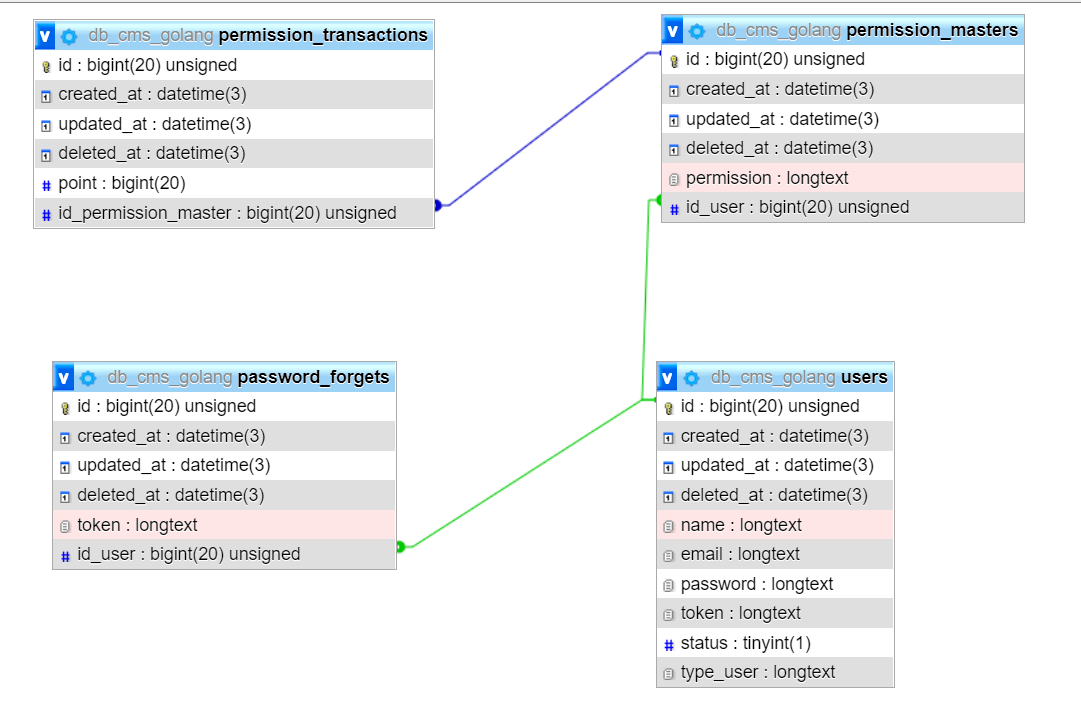 v db_cms_golang permission_transactions
id : bigint(20) unsigned
created_at : datetime(3)
updated_at : datetime(3)
deleted_at : datetime(3)
# point : bigint(20)
# id_permission_master : bigint(20) unsigned
v db_cms_golang permission_masters
id : bigint(20) unsigned
created_at : datetime(3)
updated_at : datetime(3)
deleted_at : datetime(3)
permission : longtext
# id_user : bigint(20) unsigned
v db_cms_golang password_forgets
id : bigint(20) unsigned
created_at : datetime(3)
updated_at : datetime(3)
deleted_at : datetime(3)
token : longtext
# id_user : bigint(20) unsigned
v db_cms_golang users
id : bigint(20) unsigned
created_at : datetime(3)
updated_at : datetime(3)
deleted_at : datetime(3)
name : longtext
email : longtext
password : longtext
token : longtext
# status : tinyint(1)
type_user : longtext